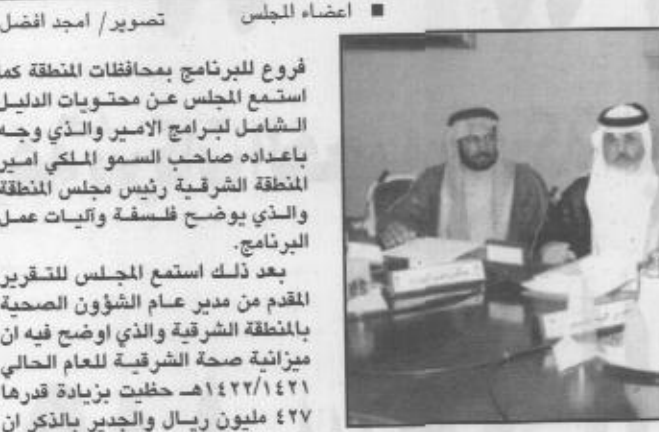 ■ اعضاء المجلس
تصوير/ امجد افضل
فروع للبرنامج بمحافظات المنطقة كما
استمع المجلس عن محتويات الدليل
الشامل لبرامج الامير والذي وجه
باعداده صاحب السمو الملكي امير
المنطقة الشرقية رئيس مجلس المنطقة
والذي يوضح فلسفة وآليات عمل
البرنامج.
بعد ذلك استمع المجلس للتقرير
المقدم من مدير عام الشؤون الصحية
بالمنطقة الشرقية والذي اوضح فيه ان
ميزانية صحة الشرقية للعام الحالي
١٤٢٢/١٤٢١هـ حظيت بزيادة قدرها
٤٢٧ مليون ريال والجدير بالذكر ان